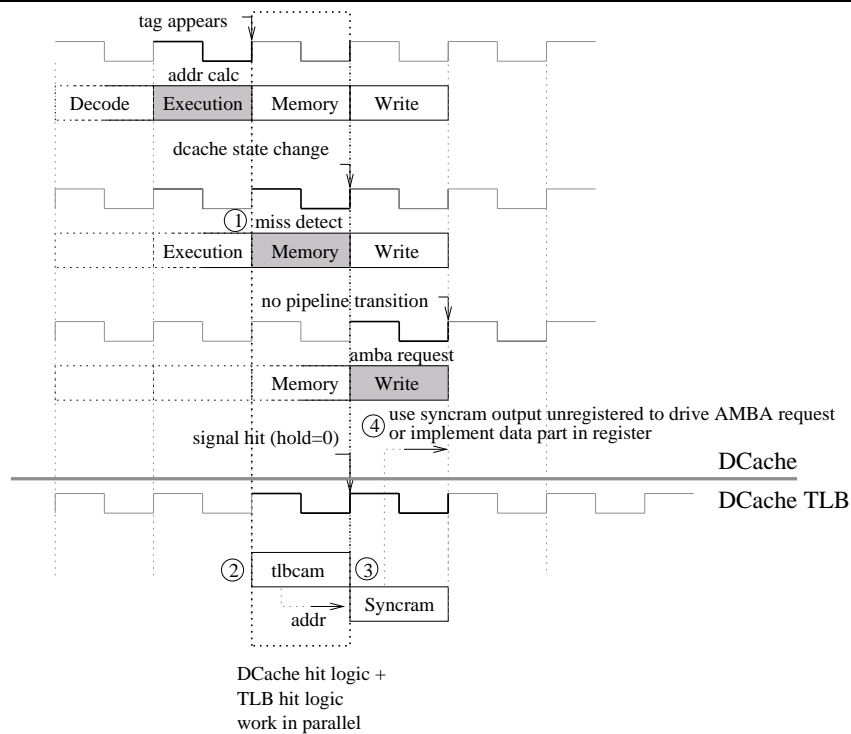 tag appears
addr calc
Decode Execution Memory Write
dcache state change
① miss detect
Execution Memory Write
no pipeline transition
amba request
Memory Write
④ use syncram output unregistered to drive AMBA request
or implement data part in register
signal hit (hold=0)
DCache
DCache TLB
② tlbcam ③
Syncram
addr
DCache hit logic +
TLB hit logic
work in parallel